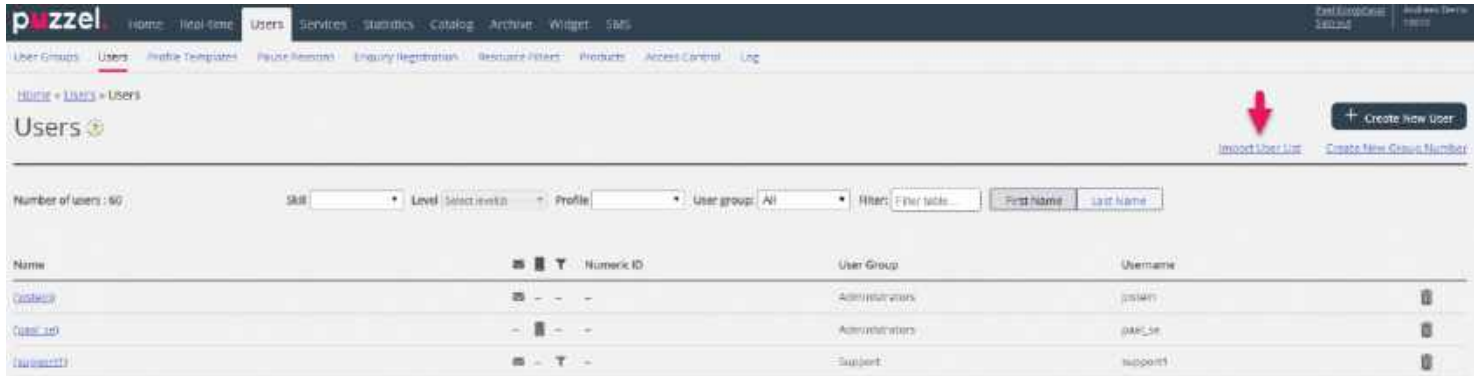 puzzel.
Home Real-time Users Services Statistics Catalog Archive Widget SMS
User Groups Users Profile Templates Pause Reasons Enquiry Registration Resource Filters Products Access Control Log
Home » Users » Users
Users
+ Create New User
Import User List Create New Group Number
Number of users : 60 Skill Level Select level(s) Profile User group: All Filter: Filter table... First Name Last Name
Name Numeric ID User Group Username
- - - Administrators
- - - Administrators
(support1) - - Support support1